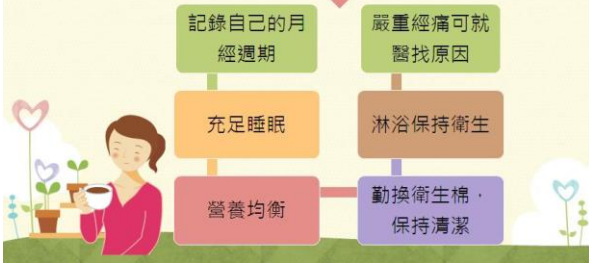 記錄自己的月
經週期
充足睡眠
營養均衡
勤換衛生棉，
保持清潔
淋浴保持衛生
嚴重經痛可就
醫找原因